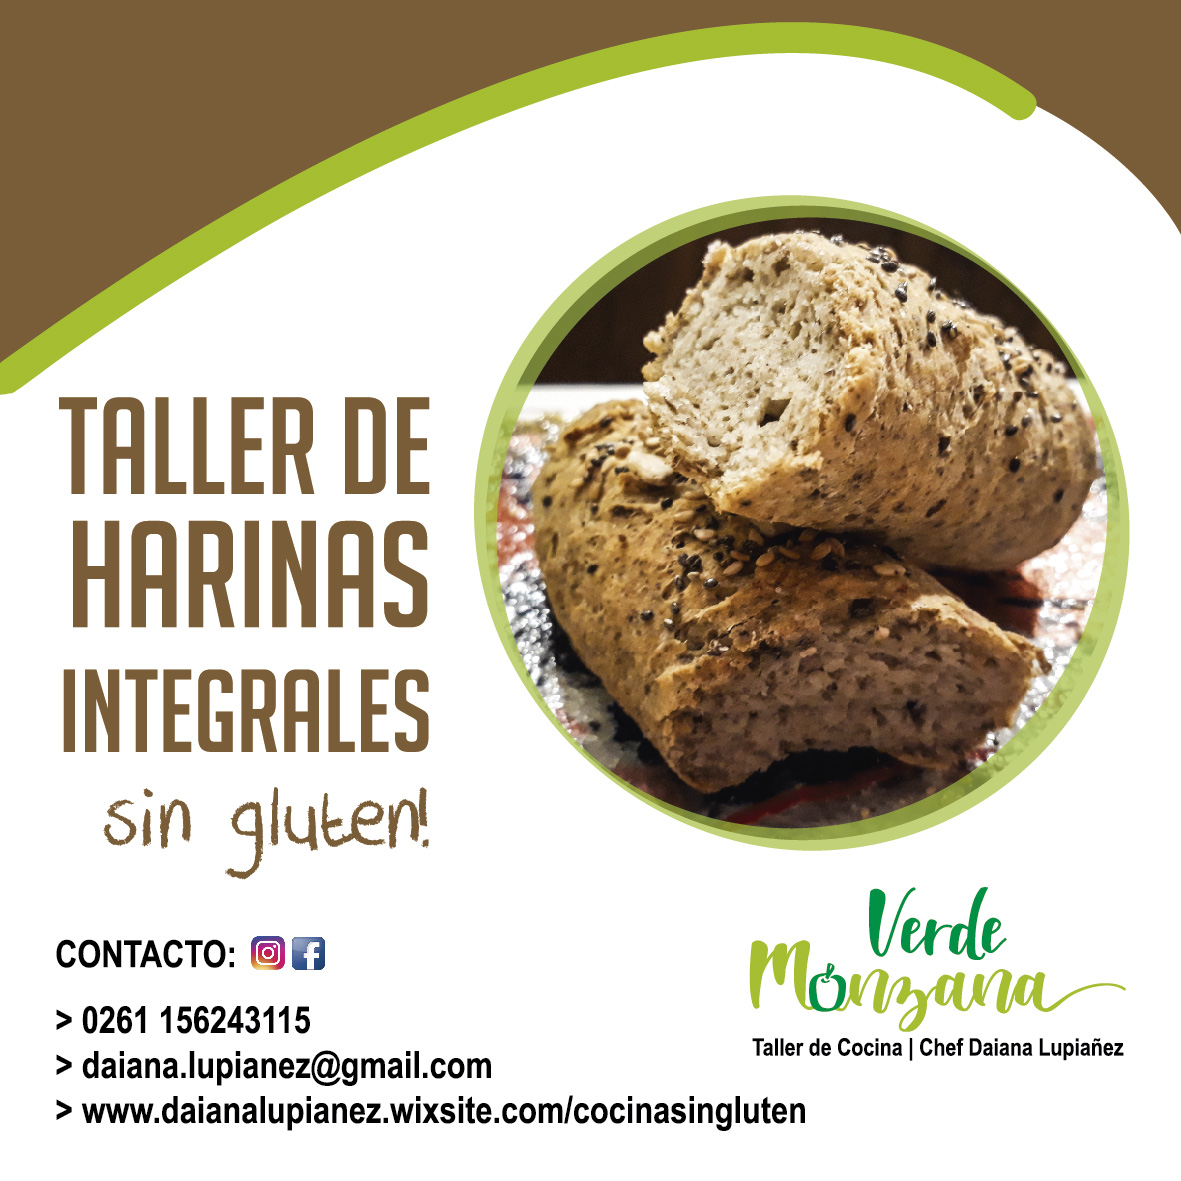 TALLER DE
HARINAS
INTEGRALES
sin gluten!
CONTACTO:
> 0261 156243115
> daiana.lupianez@gmail.com
> www.daianalupianez.wixsite.com/cocinasingluten
Verde
Manzana
Taller de Cocina | Chef Daiana Lupiañez